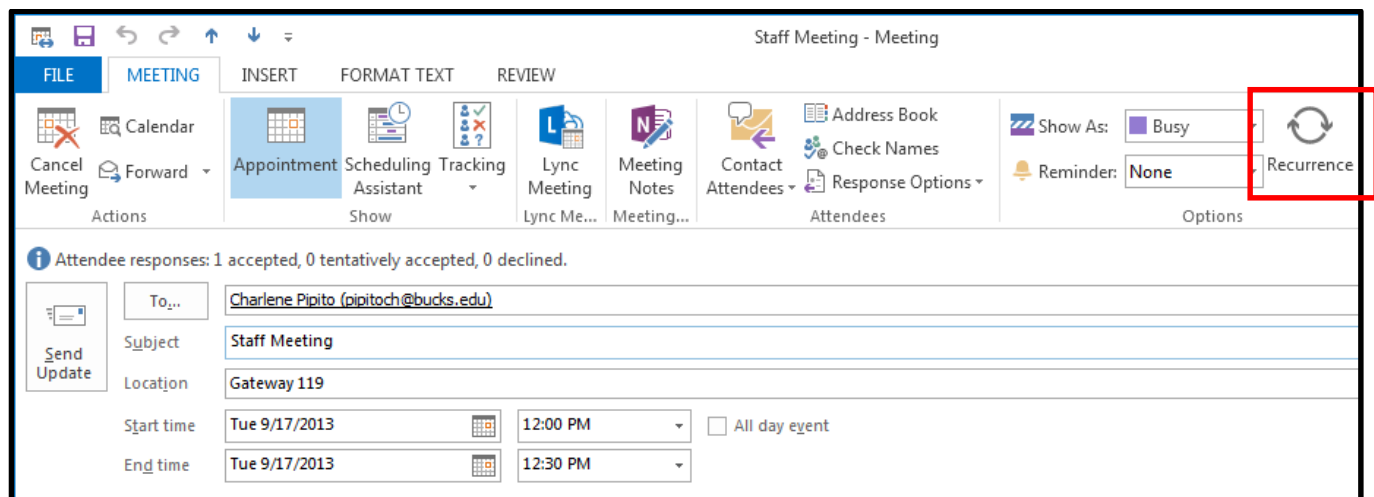 Staff Meeting - Meeting
FILE MEETING INSERT FORMAT TEXT REVIEW
Cancel Meeting
Calendar
Forward
Actions
Appointment
Scheduling Assistant
Tracking
Show
Lync Meeting
Lync Me...
Meeting Notes
Meeting...
Contact Attendees
Address Book
Check Names
Response Options
Attendees
Show As: Busy
Reminder: None
Recurrence
Options
Attendee responses: 1 accepted, 0 tentatively accepted, 0 declined.
Send Update
To... Charlene Pipito (pipitoch@bucks.edu)
Subject Staff Meeting
Location Gateway 119
Start time Tue 9/17/2013 12:00 PM All day event
End time Tue 9/17/2013 12:30 PM